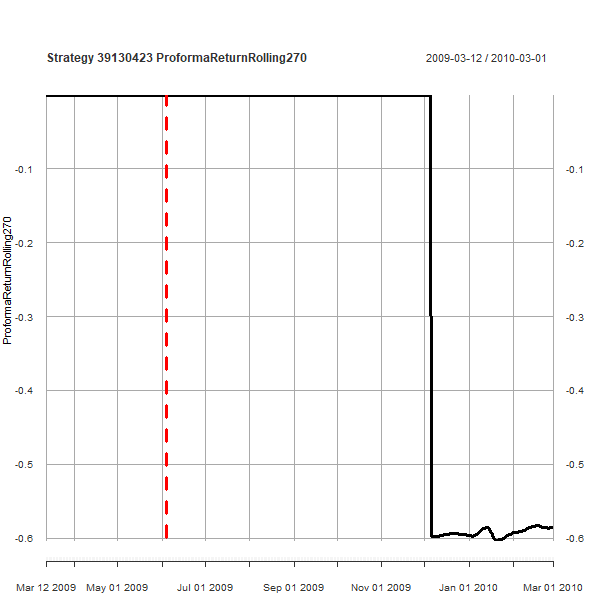 Strategy 39130423 ProformaReturnRolling270
2009-03-12 / 2010-03-01
ProformaReturnRolling270
-0.1 -0.1
-0.2 -0.2
-0.3 -0.3
-0.4 -0.4
-0.5 -0.5
-0.6 -0.6
Mar 12 2009 May 01 2009 Jul 01 2009 Sep 01 2009 Nov 01 2009 Jan 01 2010 Mar 01 2010